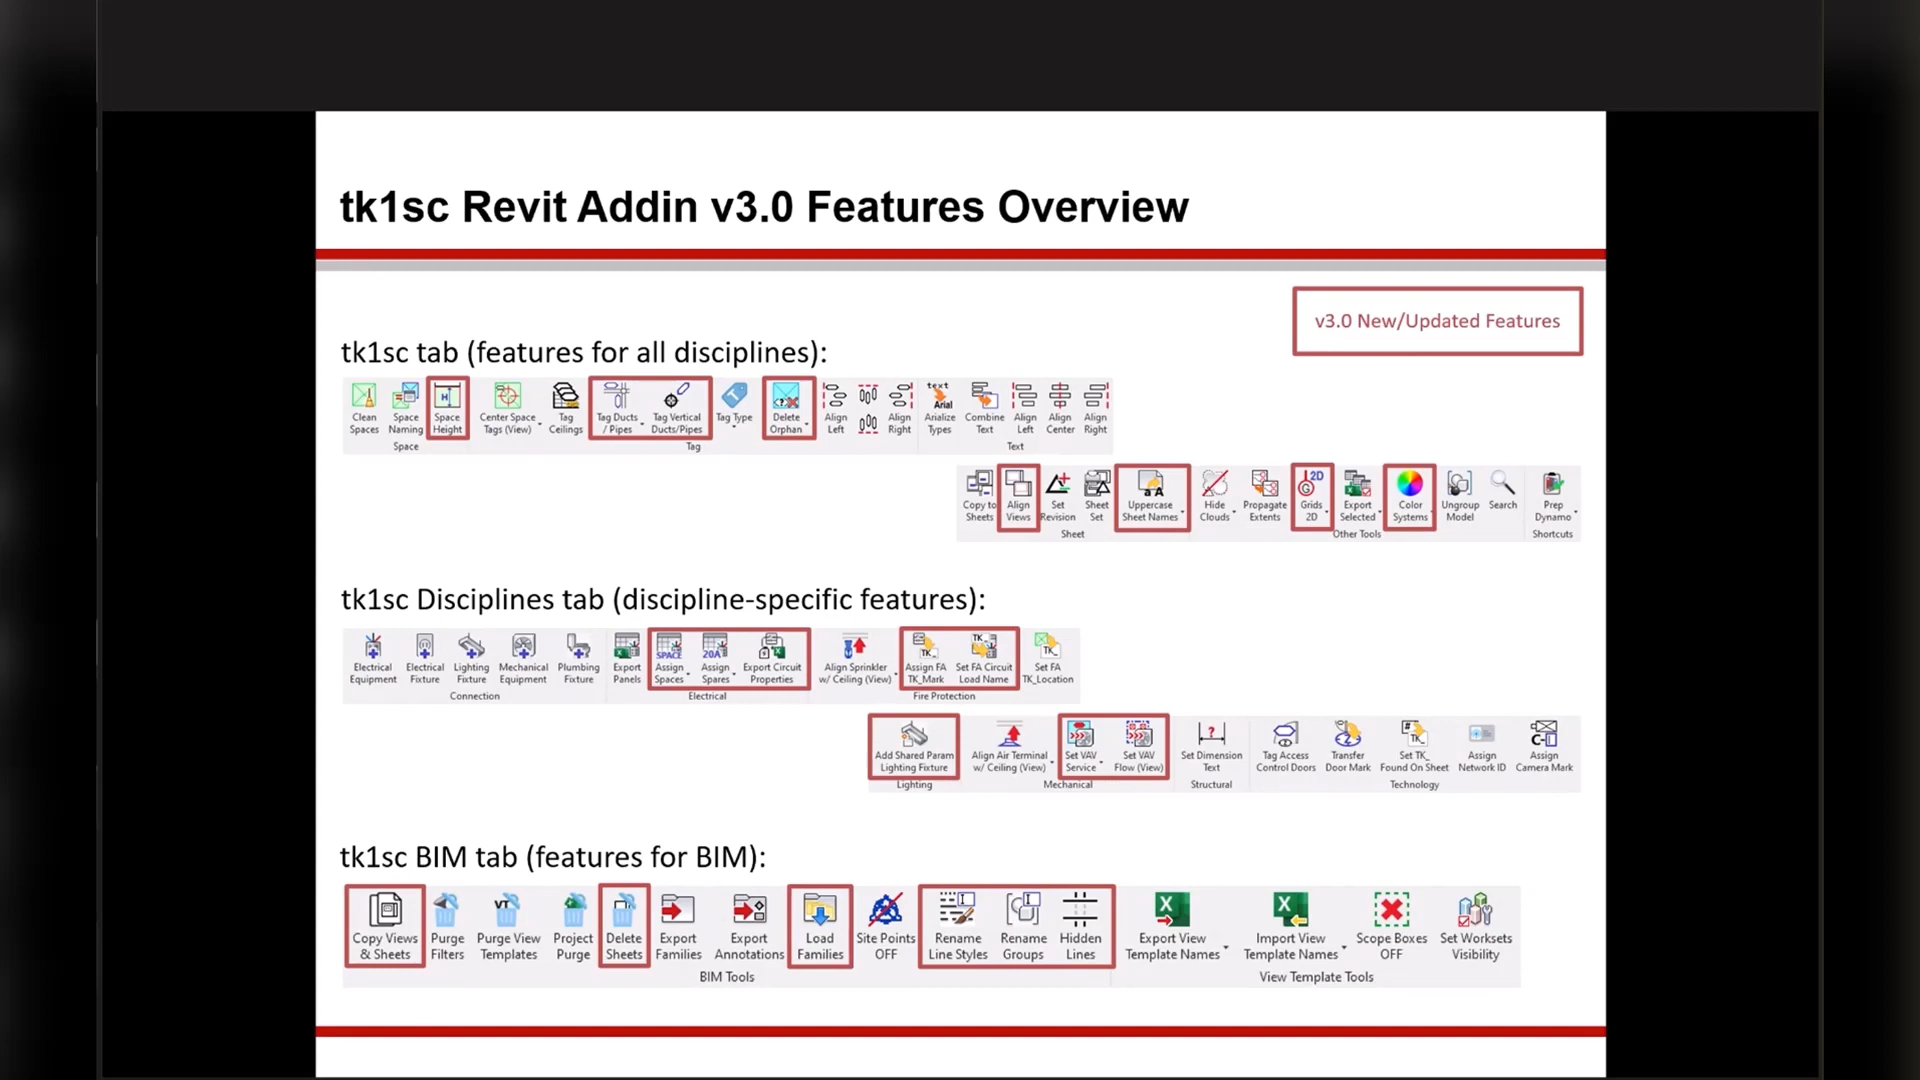 tk1sc Revit Addin v3.0 Features Overview
v3.0 New/Updated Features
tk1sc tab (features for all disciplines):
Clean Spaces
Space Naming
Space Height
Space
Center Space Tags (View)
Tag Ceilings
Tag Ducts / Pipes
Tag Vertical Ducts/Pipes
Tag Type
Delete Orphan
Align Left
Align Right
Tag
text Arial
Arialize Types
Combine Text
Align Left
Align Center
Align Right
Text
Copy to Sheets
Align Views
Set Revision
Sheet Set
Uppercase Sheet Names
Sheet
Hide Clouds
Propagate Extents
2D
G
Grids 2D
Export Selected
Color Systems
Ungroup Model
Search
Other Tools
Prep Dynamo
Shortcuts
tk1sc Disciplines tab (discipline-specific features):
Electrical Equipment
Electrical Fixture
Lighting Fixture
Mechanical Equipment
Plumbing Fixture
Connection
Export Panels
SPACE
Assign Spaces
20A
Assign Spares
Export Circuit Properties
Electrical
Align Sprinkler w/ Ceiling (View)
TK_
Assign FA TK_Mark
TK_
Set FA Circuit Load Name
TK_
Set FA TK_Location
Fire Protection
Add Shared Param Lighting Fixture
Lighting
Align Air Terminal w/ Ceiling (View)
Set VAV Service
Set VAV Flow (View)
Mechanical
?
Set Dimension Text
Structural
Tag Access Control Doors
Transfer Door Mark
# TK_
Set TK_ Found On Sheet
Assign Network ID
C-
Assign Camera Mark
Technology
tk1sc BIM tab (features for BIM):
Copy Views & Sheets
Purge Filters
VT
Purge View Templates
Project Purge
Delete Sheets
Export Families
Export Annotations
Load Families
Site Points OFF
Rename Line Styles
Rename Groups
Hidden Lines
BIM Tools
X
Export View Template Names
X
Import View Template Names
Scope Boxes OFF
Set Worksets Visibility
View Template Tools